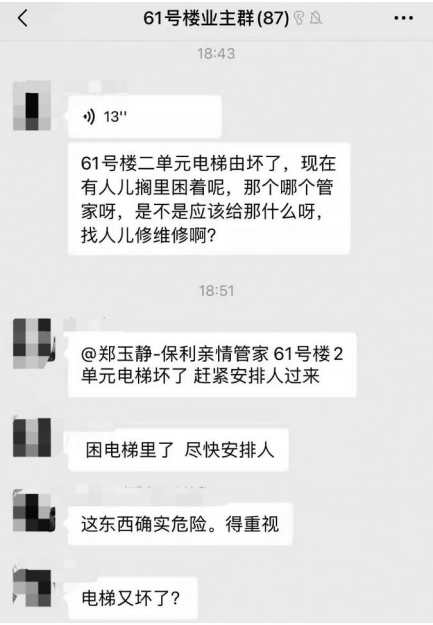 61号楼业主群(87)
18:43
13''
61号楼二单元电梯由坏了，现在
有人儿搁里困着呢，那个哪个管
家呀，是不是应该给那什么呀，
找人儿修维修啊?
18:51
@郑玉静-保利亲情管家 61号楼2
单元电梯坏了 赶紧安排人过来
困电梯里了 尽快安排人
这东西确实危险。得重视
电梯又坏了?